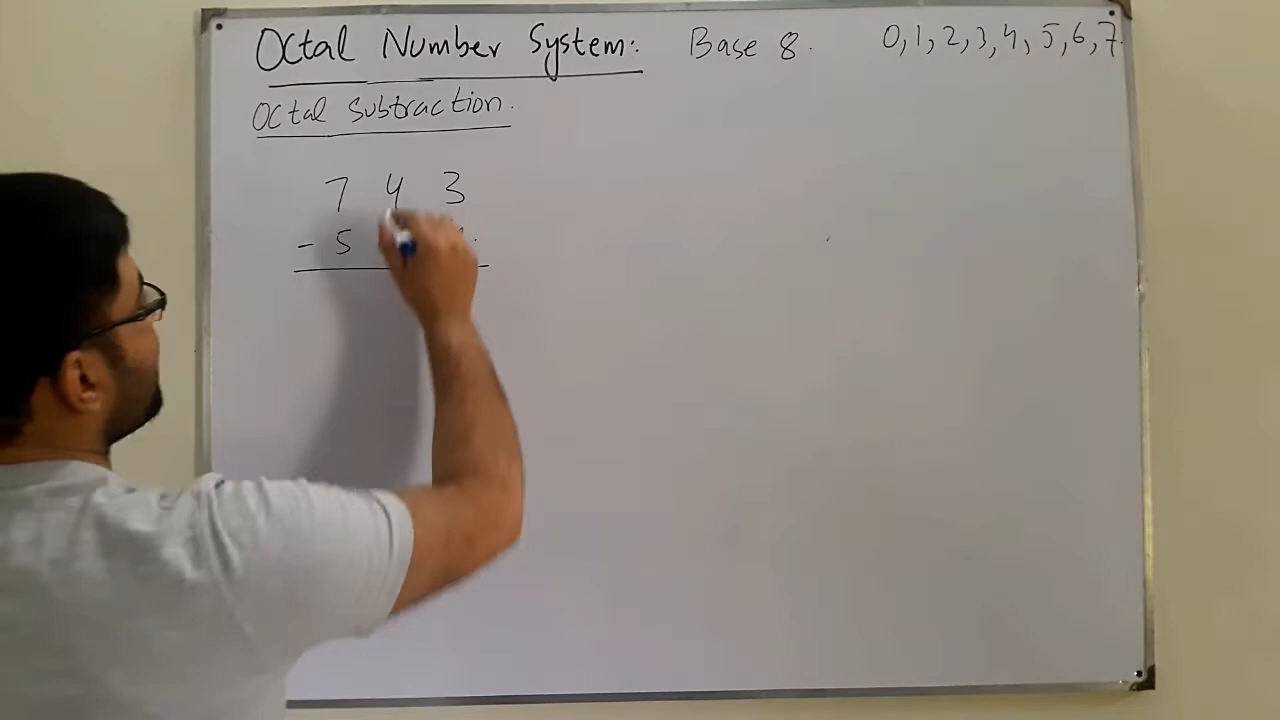 Octal Number System:. Base 8. 0, 1, 2, 3, 4, 5, 6, 7.
Octal Subtraction.
7 4 3
- 5